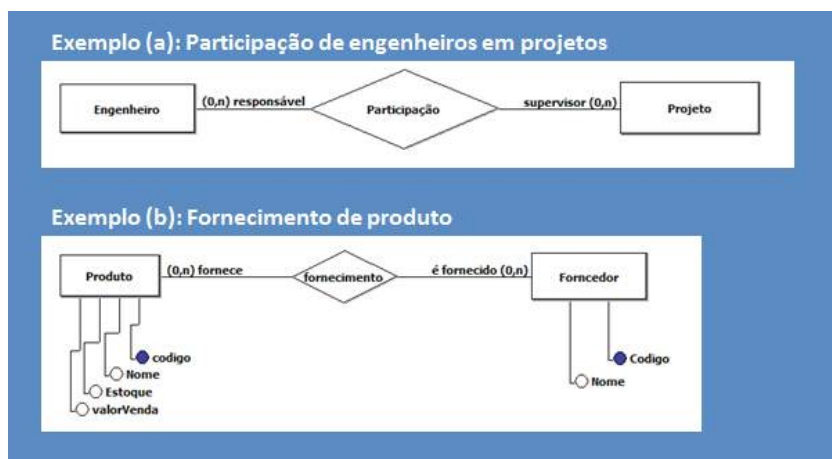 Exemplo (a): Participação de engenheiros em projetos
Engenheiro (0,n) responsável Participação supervisor (0,n) Projeto
Exemplo (b): Fornecimento de produto
Produto (0,n) fornece fornecimento é fornecido (0,n) Forncedor
codigo
Nome
Estoque
valorVenda
Codigo
Nome